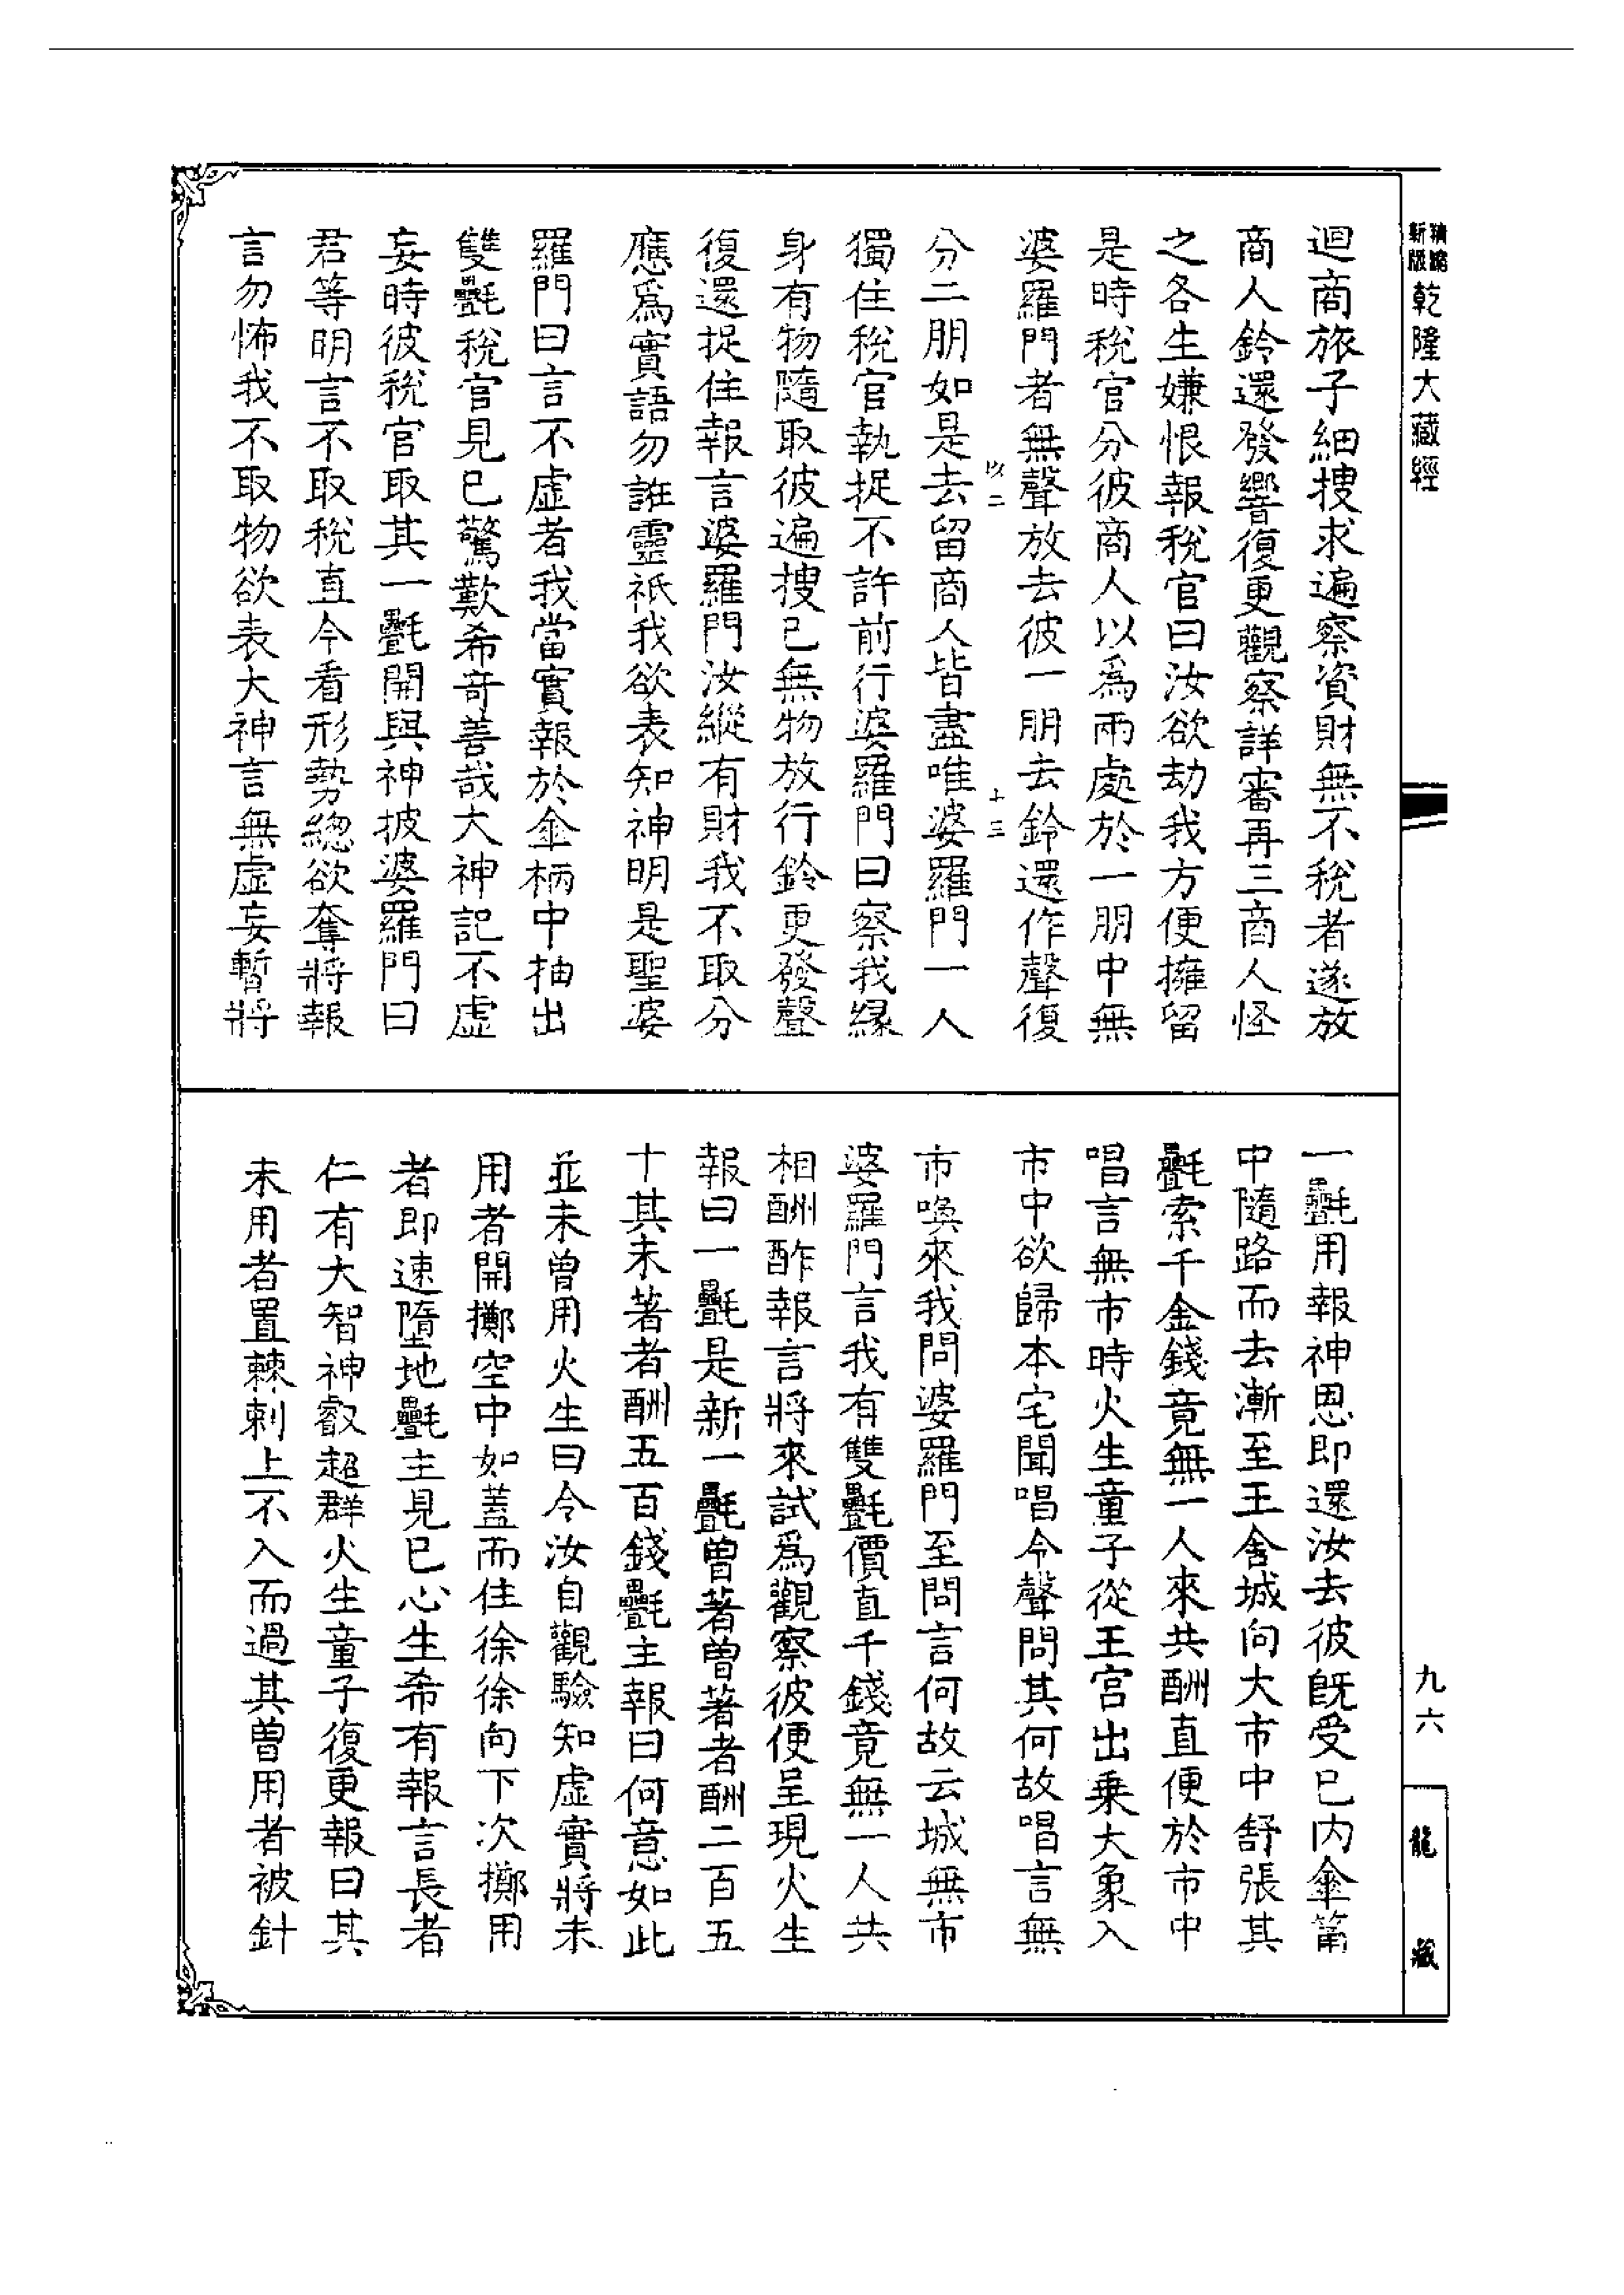 新版
乾隆大藏經
九六
龍藏
迴商旅子細搜求遍察資財無不稅者遂放
商人鈴還發響復更觀察詳審再三商人怪
之各生嫌恨報稅官曰汝欲劫我方便擁留
是時稅官分彼商人以為兩處於一朋中無
婆羅門者無聲放去彼一朋去鈴還作聲復
以二
十三
分二朋如是去留商人皆盡唯婆羅門一人
獨住稅官執捉不許前行婆羅門曰察我緣
身有物隨取彼遍搜已無物放行鈴更發聲
復還捉住報言婆羅門汝縱有財我不取分
應爲實語勿誑靈祇我欲表知神明是聖婆
羅門曰言不虛者我當實報於傘柄中抽出
雙㲲稅官見已驚歎希奇善哉大神記不虛
妄時彼稅官取其一㲲開與神披婆羅門曰
君等明言不取稅直今看形勢總欲奪將報
言勿怖我不取物欲表大神言無虛妄暫將
一㲲用報神恩即還汝去彼既受已內傘筩
中隨路而去漸至王舍城向大市中舒張其
㲲索千金錢竟無一人來共酬直便於市中
唱言無市時火生童子從王宮出乗大象入
市中欲歸本宅聞唱令聲問其何故唱言無
市喚來我問婆羅門至問言何故云城無市
婆羅門言我有雙㲲價直千錢竟無一人共
相酬酢報言將來試爲觀察彼便呈現火生
報曰一㲲是新一㲲曽著曽著者酬二百五
十其未著者酬五百錢㲲主報曰何意如此
並未曽用火生曰令汝自觀驗知虛實將未
用者開擲空中如蓋而住徐徐向下次擲用
者即速墮地㲲主見已心生希有報言長者
仁有大智神叡超群火生童子復更報曰其
未用者置棘刺上不入而過其曽用者被針